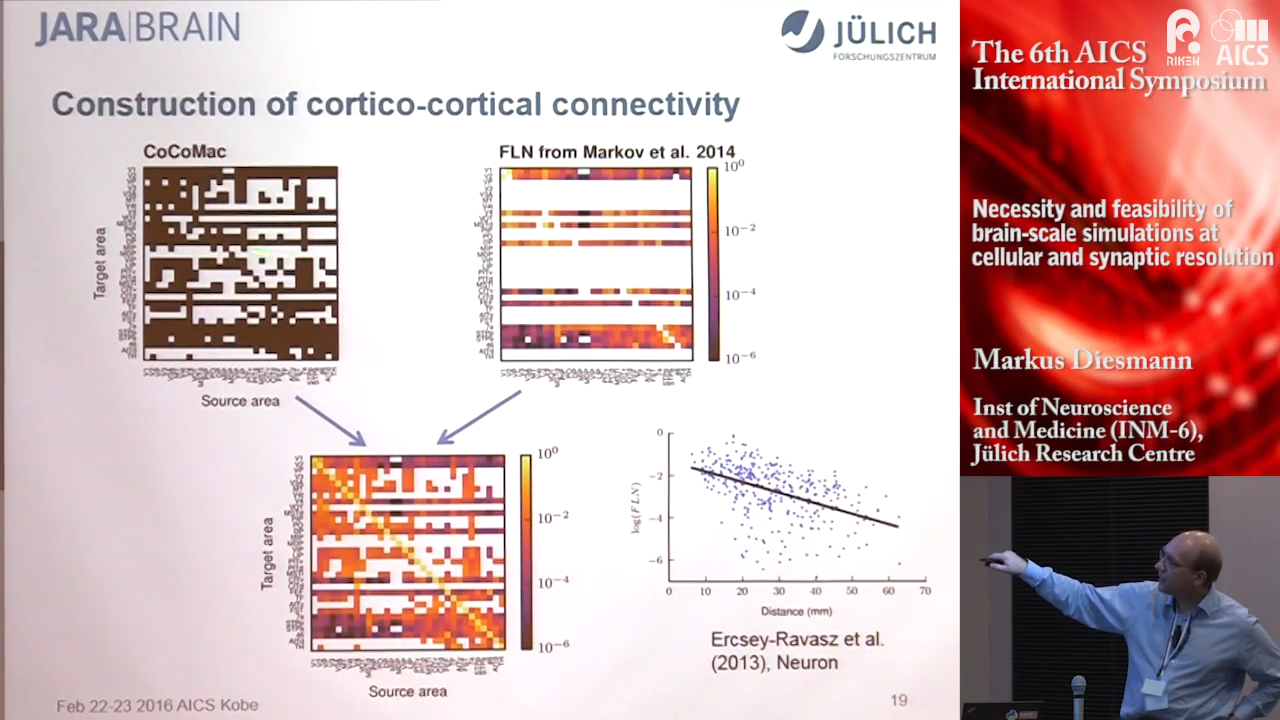 JARA|BRAIN
JÜLICH
FORSCHUNGSZENTRUM
Construction of cortico-cortical connectivity
CoCoMac
Target area
Source area
FLN from Markov et al. 2014
10⁰
10⁻²
10⁻⁴
10⁻⁶
Target area
Source area
10⁰
10⁻²
10⁻⁴
10⁻⁶
log(FLN)
0
−2
−4
−6
0 10 20 30 40 50 60 70
Distance (mm)
Ercsey-Ravasz et al.
(2013), Neuron
Feb 22-23 2016 AICS Kobe
19
RIKEN
AICS
The 6th AICS
International Symposium
Necessity and feasibility of
brain-scale simulations at
cellular and synaptic resolution
Markus Diesmann
Inst of Neuroscience
and Medicine (INM-6),
Jülich Research Centre